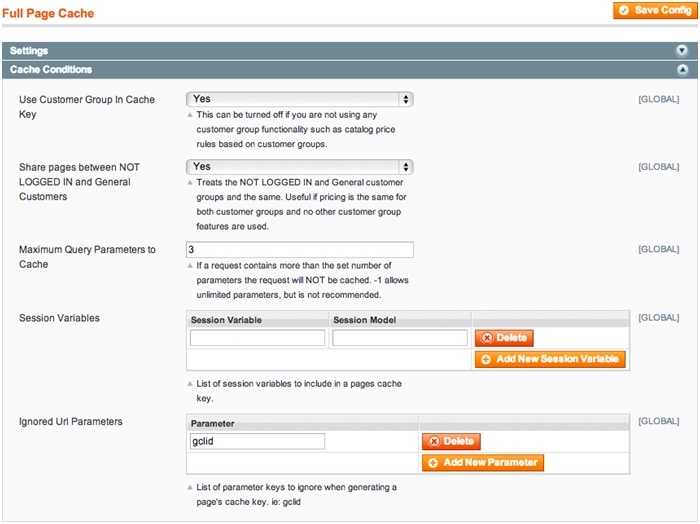 Full Page Cache
Save Config
Settings
Cache Conditions
Use Customer Group In Cache
Key
Yes
[GLOBAL]
This can be turned off if you are not using any
customer group functionality such as catalog price
rules based on customer groups.
Share pages between NOT
LOGGED IN and General
Customers
Yes
[GLOBAL]
Treats the NOT LOGGED IN and General customer
groups and the same. Useful if pricing is the same for
both customer groups and no other customer group
features are used.
Maximum Query Parameters to
Cache
3
[GLOBAL]
If a request contains more than the set number of
parameters the request will NOT be cached. -1 allows
unlimited parameters, but is not recommended.
Session Variables
Session Variable Session Model
[GLOBAL]
Delete
Add New Session Variable
List of session variables to include in a pages cache
key.
Ignored Url Parameters
Parameter
[GLOBAL]
gclid
Delete
Add New Parameter
List of parameter keys to ignore when generating a
page's cache key. ie: gclid